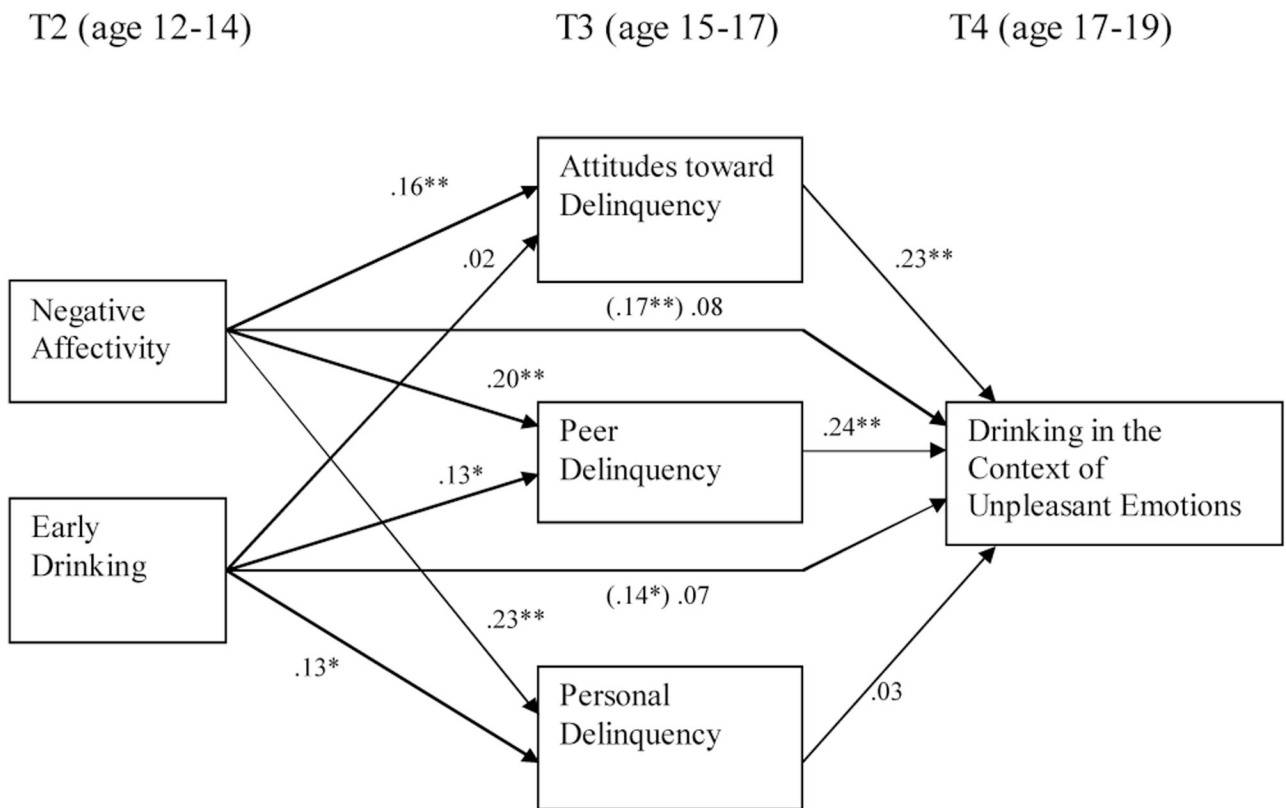 T2 (age 12-14)
T3 (age 15-17)
T4 (age 17-19)
Attitudes toward
Delinquency
.16**
.02
.23**
Negative
Affectivity
(.17**) .08
.20**
Peer
Delinquency
.24**
Drinking in the
Context of
Unpleasant Emotions
.13*
Early
Drinking
(.14*) .07
.23**
.13*
Personal
Delinquency
.03